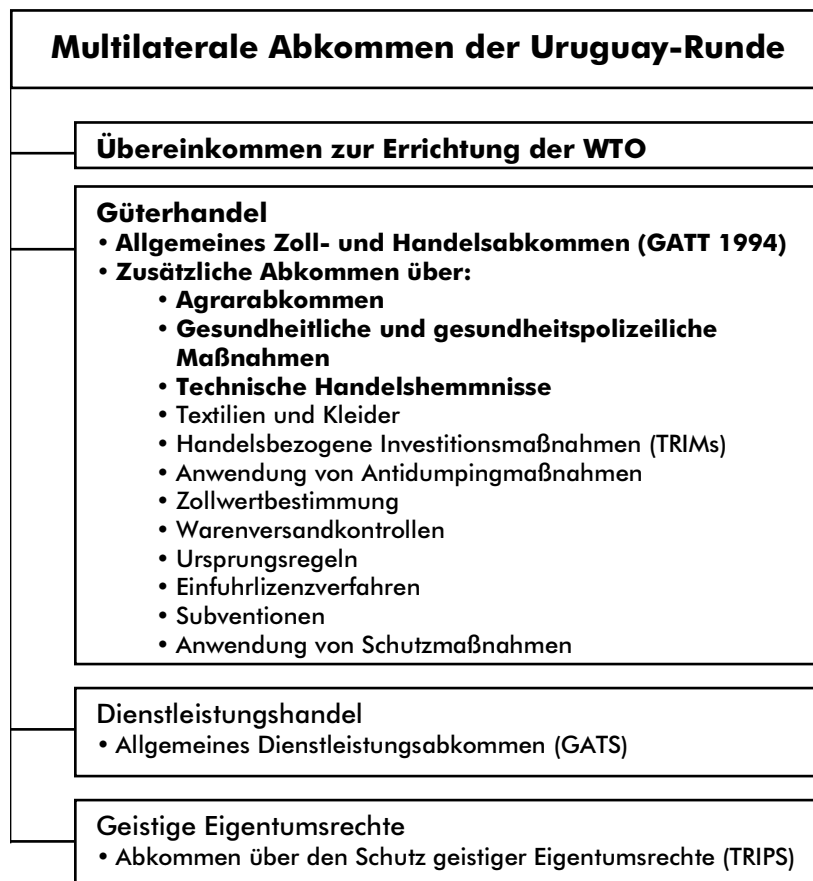 Multilaterale Abkommen der Uruguay-Runde
Übereinkommen zur Errichtung der WTO
Güterhandel
• Allgemeines Zoll- und Handelsabkommen (GATT 1994)
• Zusätzliche Abkommen über:
• Agrarabkommen
• Gesundheitliche und gesundheitspolizeiliche
Maßnahmen
• Technische Handelshemmnisse
• Textilien und Kleider
• Handelsbezogene Investitionsmaßnahmen (TRIMs)
• Anwendung von Antidumpingmaßnahmen
• Zollwertbestimmung
• Warenversandkontrollen
• Ursprungsregeln
• Einfuhrlizenzverfahren
• Subventionen
• Anwendung von Schutzmaßnahmen
Dienstleistungshandel
• Allgemeines Dienstleistungsabkommen (GATS)
Geistige Eigentumsrechte
• Abkommen über den Schutz geistiger Eigentumsrechte (TRIPS)